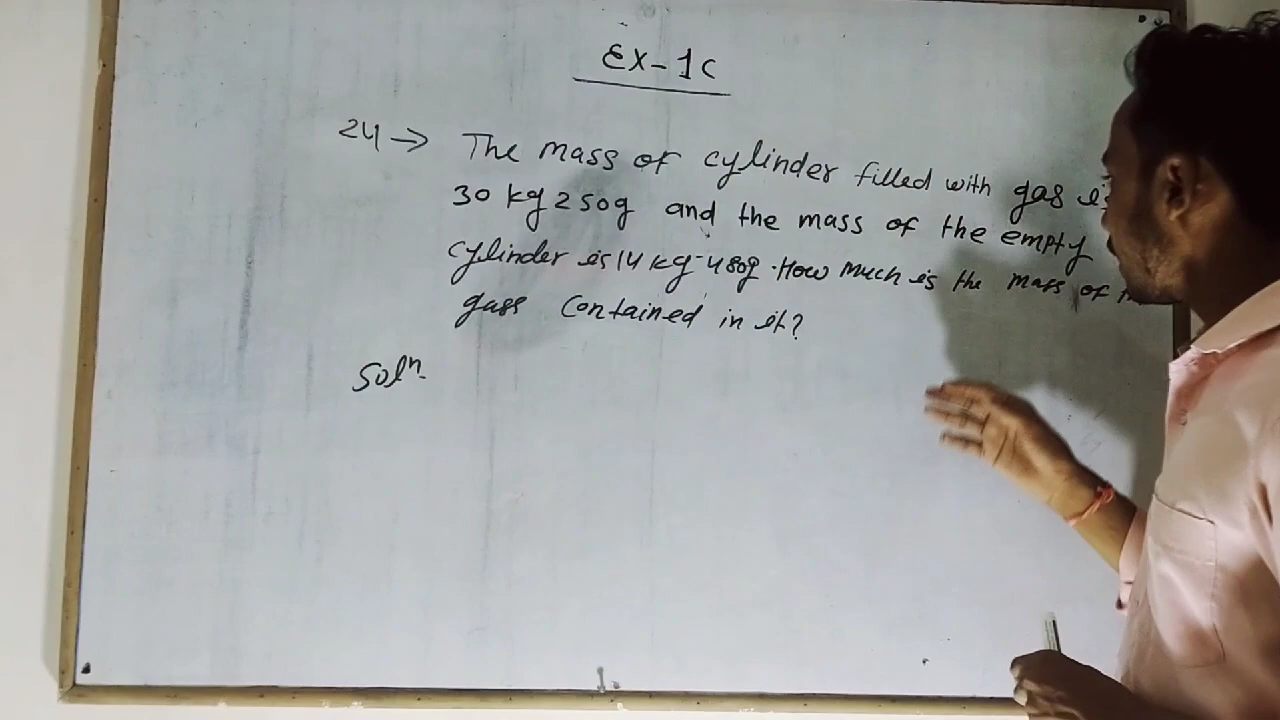 Ex-1c
24 → The mass of cylinder filled with gas is
30 kg 250g and the mass of the empty
cylinder is 14 kg-480g. How much is the mass of
gass contained in it?
Solⁿ.